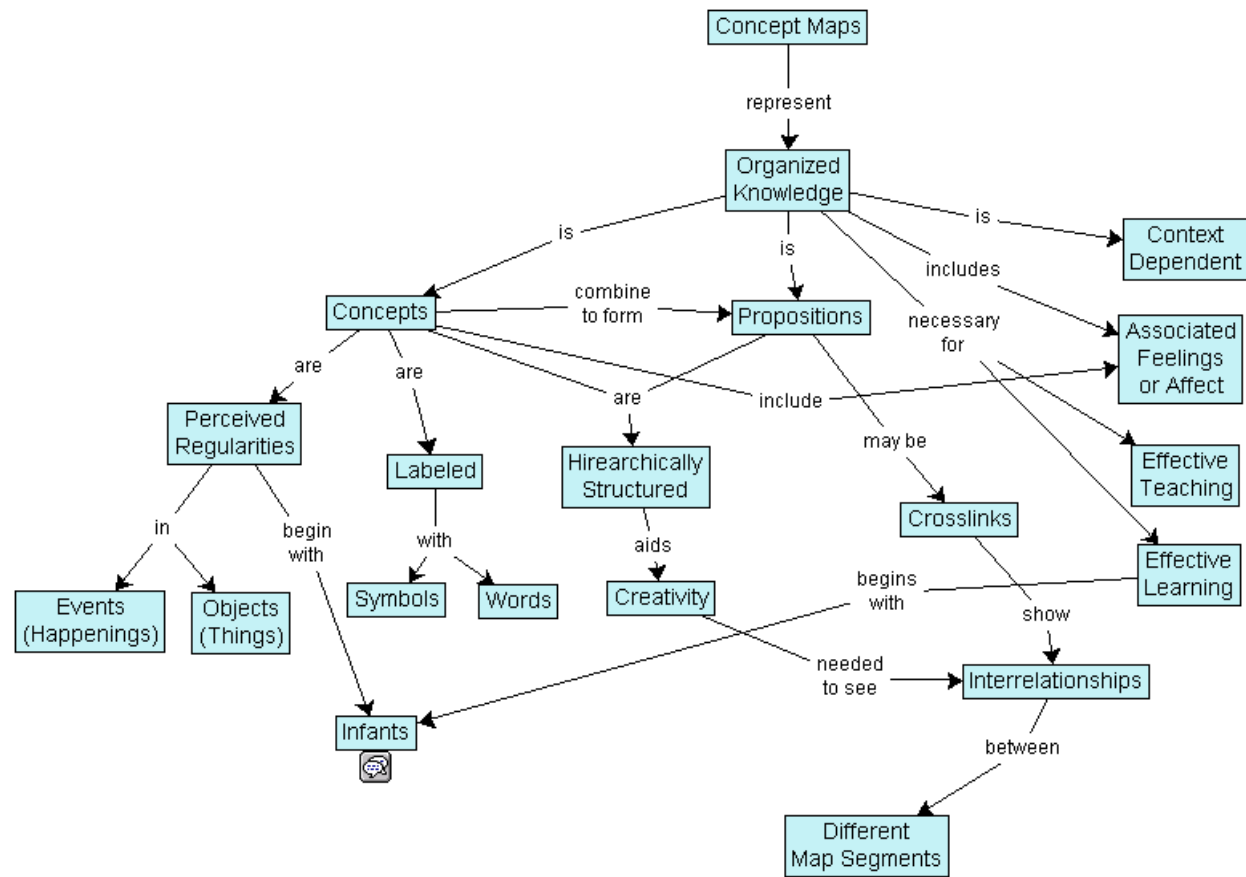 Concept Maps
represent
Organized
Knowledge
is
is
is
Context
Dependent
includes
combine
to form
necessary
for
Concepts
Propositions
Associated
Feelings
or Affect
are
are
are
include
Perceived
Regularities
may be
Labeled
Hirearchically
Structured
Effective
Teaching
Crosslinks
in
begin
with
with
aids
Effective
Learning
begins
with
Events
(Happenings)
Objects
(Things)
Symbols
Words
Creativity
show
needed
to see
Interrelationships
Infants
between
Different
Map Segments